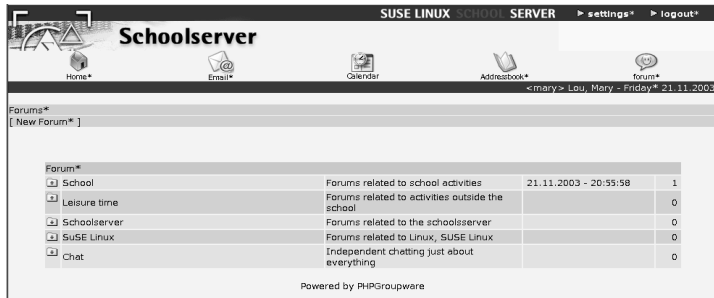 SUSE LINUX SCHOOL SERVER settings* logout*
Schoolserver
Home* Email* Calendar Addressbook* forum*
<mary> Lou, Mary - Friday* 21.11.2003
Forums*
[ New Forum* ]
Forum*
School Forums related to school activities 21.11.2003 - 20:55:58 1
Leisure time Forums related to activities outside the
school 0
Schoolserver Forums related to the schoolsserver 0
SuSE Linux Forums related to Linux, SUSE Linux 0
Chat Independent chatting just about
everything 0
Powered by PHPGroupware